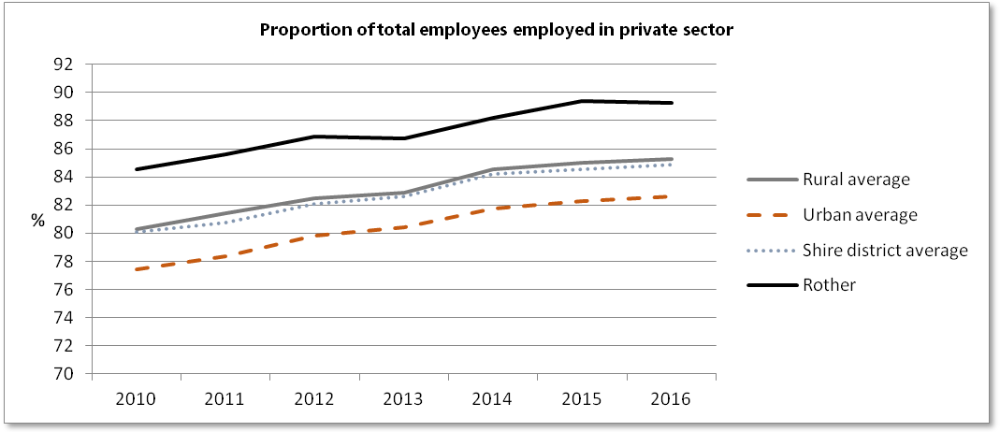 Proportion of total employees employed in private sector
92
90
88
86
84
82
80
78
76
74
72
70
%
2010 2011 2012 2013 2014 2015 2016
Rural average
Urban average
Shire district average
Rother